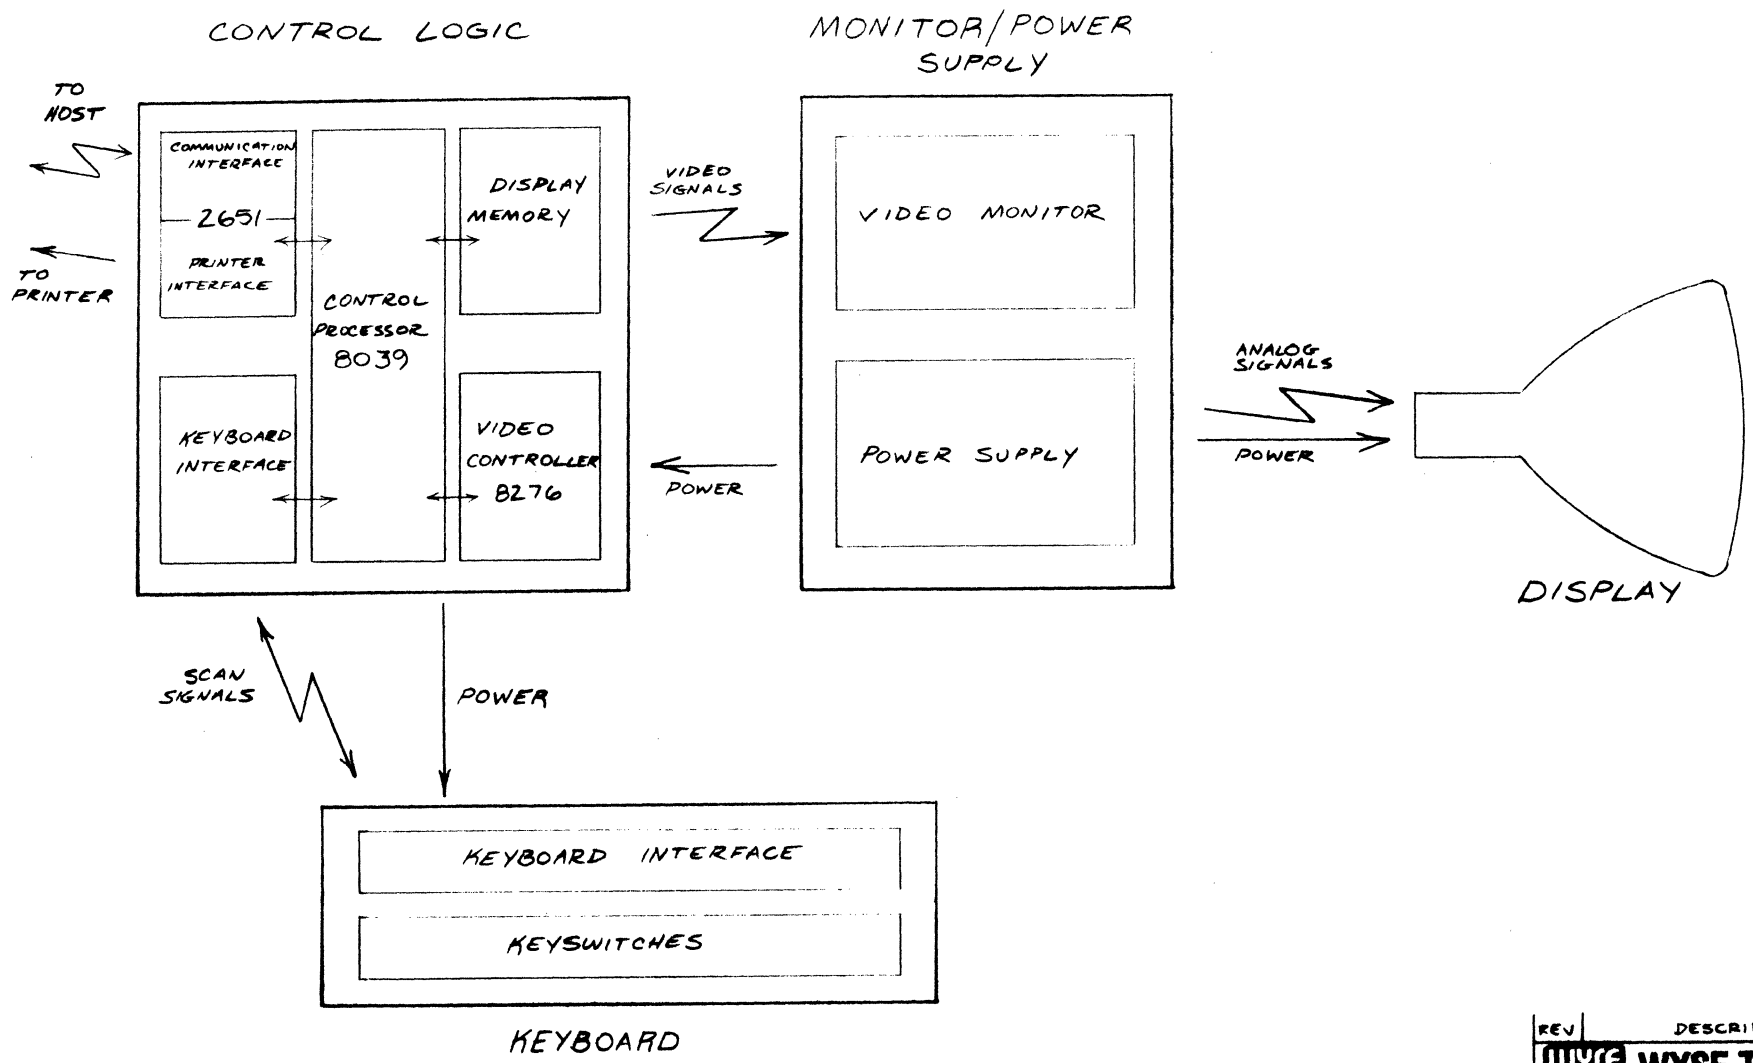 CONTROL LOGIC
MONITOR/POWER
SUPPLY
TO
HOST
COMMUNICATION
INTERFACE
2651
PRINTER
INTERFACE
TO
PRINTER
CONTROL
PROCESSOR
8039
DISPLAY
MEMORY
KEYBOARD
INTERFACE
VIDEO
CONTROLLER
8276
VIDEO
SIGNALS
POWER
VIDEO MONITOR
POWER SUPPLY
ANALOG
SIGNALS
POWER
DISPLAY
SCAN
SIGNALS
POWER
KEYBOARD INTERFACE
KEYSWITCHES
KEYBOARD
REV